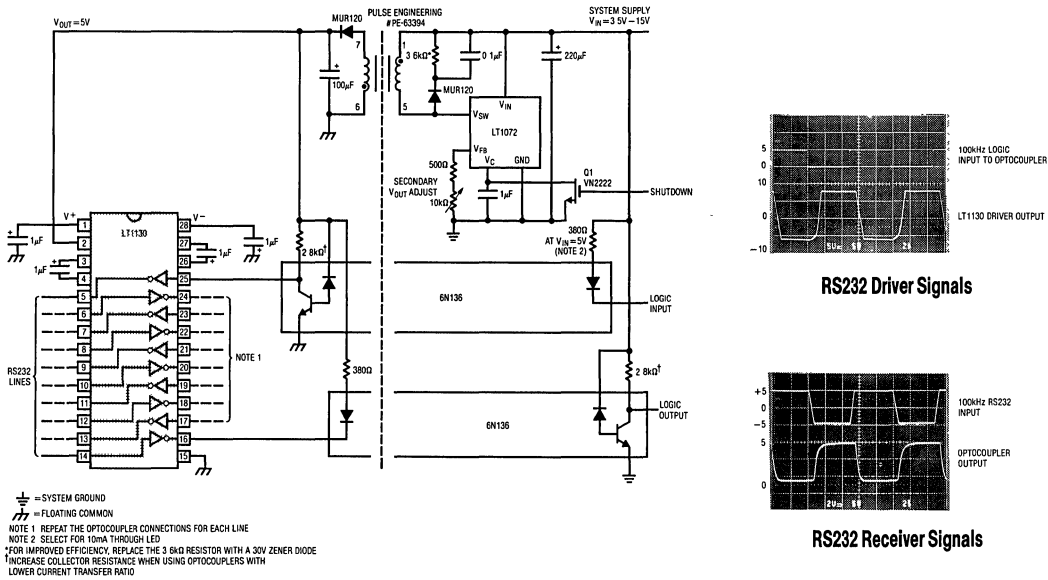 PULSE ENGINEERING
#PE-63394
SYSTEM SUPPLY
VIN = 3 5V – 15V
VOUT = 5V
MUR120
7
6
1
5
100µF
+
3 6kΩ*
0 1µF
MUR120
220µF
+
VIN
VSW
LT1072
VFB
VC
GND
500Ω
SECONDARY
VOUT ADJUST
10kΩ
1µF
Q1
VN2222
SHUTDOWN
380Ω
AT VIN = 5V
(NOTE 2)
V+
V–
LT1130
1
2
3
4
5
6
7
8
9
10
11
12
13
14
28
27
26
25
24
23
22
21
20
19
18
17
16
15
+
1µF
+
1µF
1µF
+
1µF
+
RS232
LINES
NOTE 1
2 8kΩ†
380Ω
6N136
LOGIC
INPUT
2 8kΩ†
6N136
LOGIC
OUTPUT
= SYSTEM GROUND
= FLOATING COMMON
NOTE 1 REPEAT THE OPTOCOUPLER CONNECTIONS FOR EACH LINE
NOTE 2 SELECT FOR 10mA THROUGH LED
*FOR IMPROVED EFFICIENCY, REPLACE THE 3 6kΩ RESISTOR WITH A 30V ZENER DIODE
†INCREASE COLLECTOR RESISTANCE WHEN USING OPTOCOUPLERS WITH
LOWER CURRENT TRANSFER RATIO
5
0
10
0
–10
100kHz LOGIC
INPUT TO OPTOCOUPLER
LT1130 DRIVER OUTPUT
RS232 Driver Signals
+5
0
–5
5
0
100kHz RS232
INPUT
OPTOCOUPLER
OUTPUT
RS232 Receiver Signals